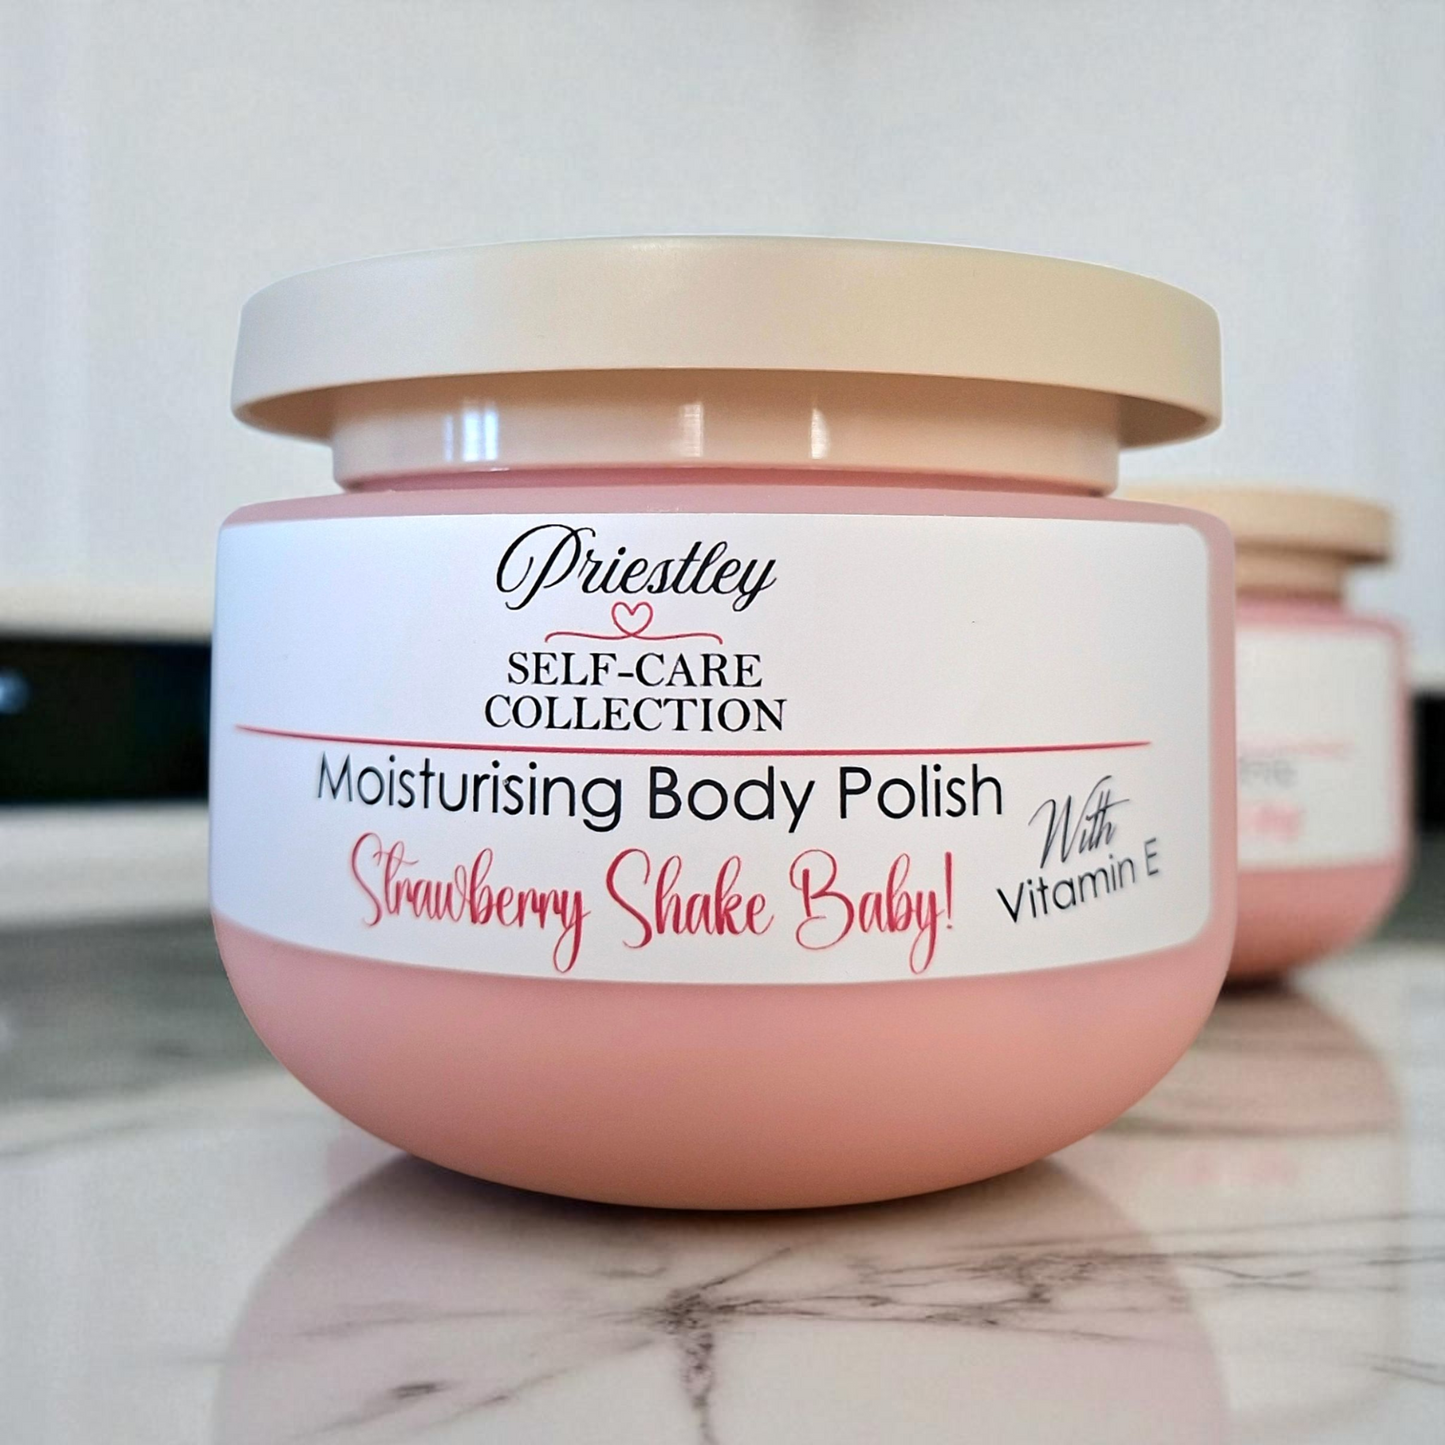 Priestley
SELF-CARE
COLLECTION
Moisturising Body Polish
Strawberry Shake Baby!
With
Vitamin E